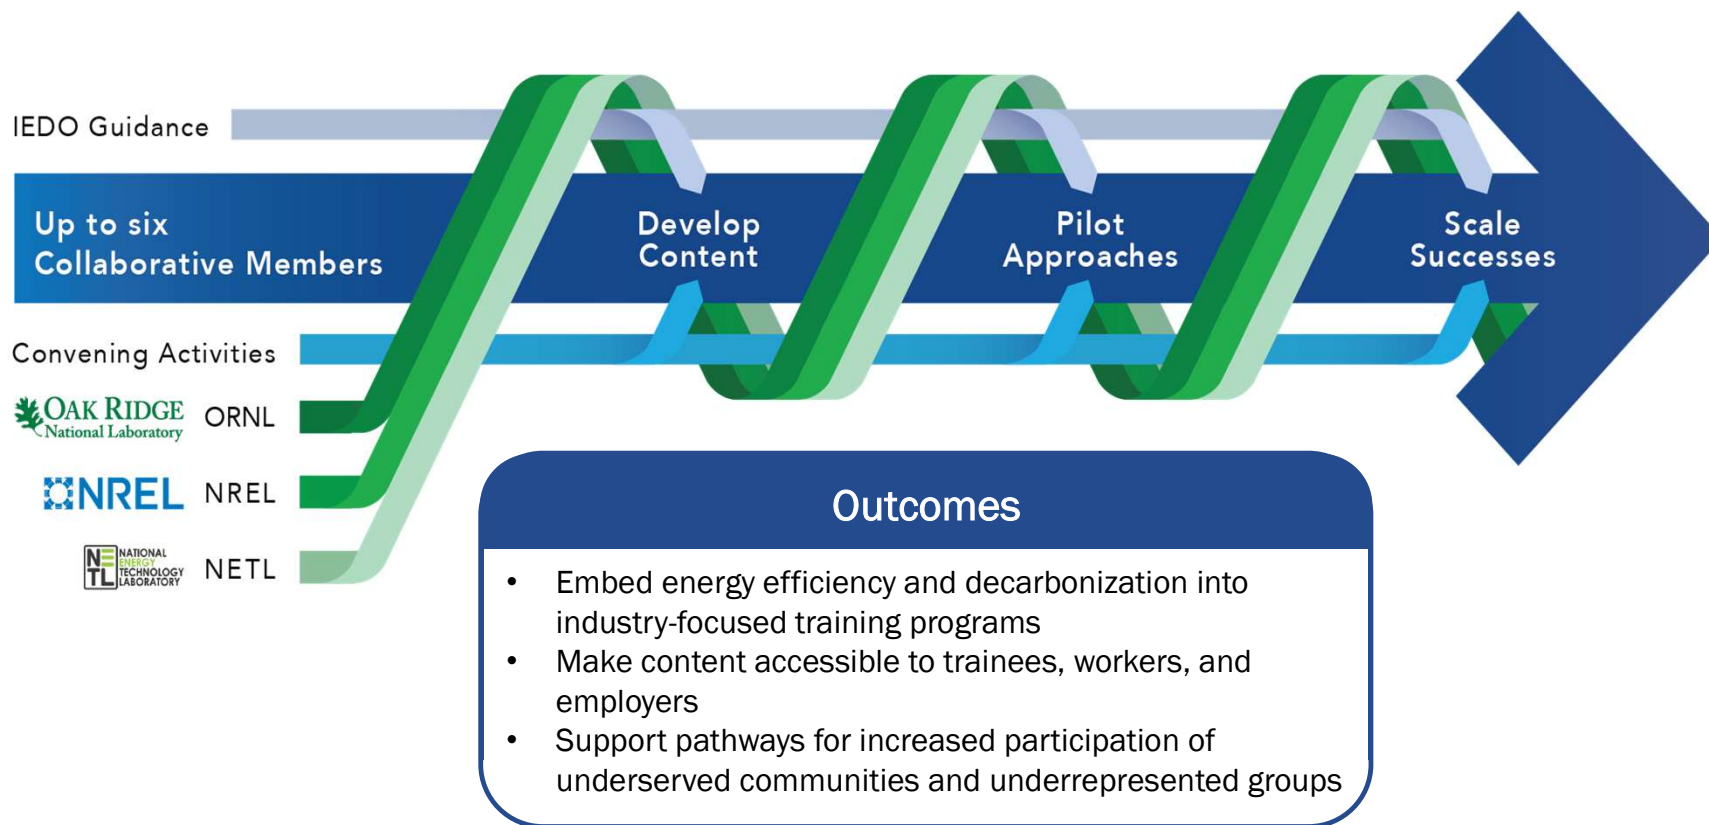 IEDO Guidance
Up to six
Collaborative Members
Develop
Content
Pilot
Approaches
Scale
Successes
Convening Activities
OAK RIDGE
National Laboratory
ORNL
NREL
NREL
NE
TL
NATIONAL
ENERGY
TECHNOLOGY
LABORATORY
NETL
Outcomes
• Embed energy efficiency and decarbonization into
industry-focused training programs
• Make content accessible to trainees, workers, and
employers
• Support pathways for increased participation of
underserved communities and underrepresented groups